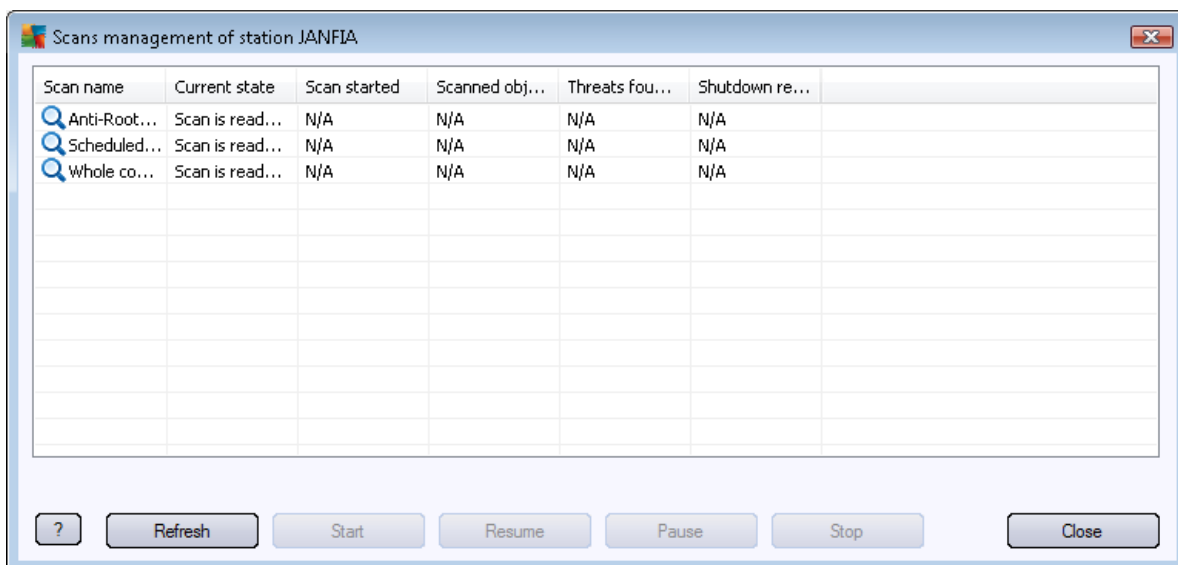 Scans management of station JANFIA
Scan name Current state Scan started Scanned obj... Threats fou... Shutdown re...
Anti-Root... Scan is read... N/A N/A N/A N/A
Scheduled... Scan is read... N/A N/A N/A N/A
Whole co... Scan is read... N/A N/A N/A N/A
? Refresh Start Resume Pause Stop Close